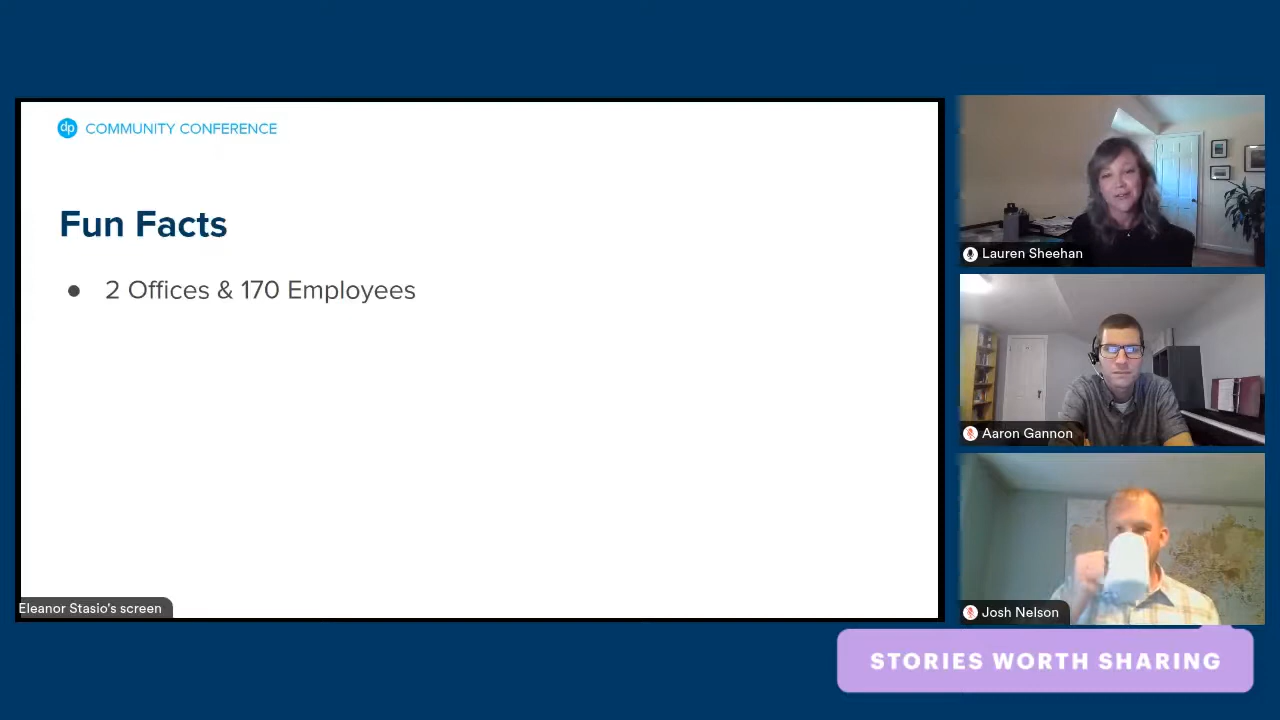 dp COMMUNITY CONFERENCE
Fun Facts
● 2 Offices & 170 Employees
Eleanor Stasio's screen
Lauren Sheehan
Aaron Gannon
Josh Nelson
STORIES WORTH SHARING